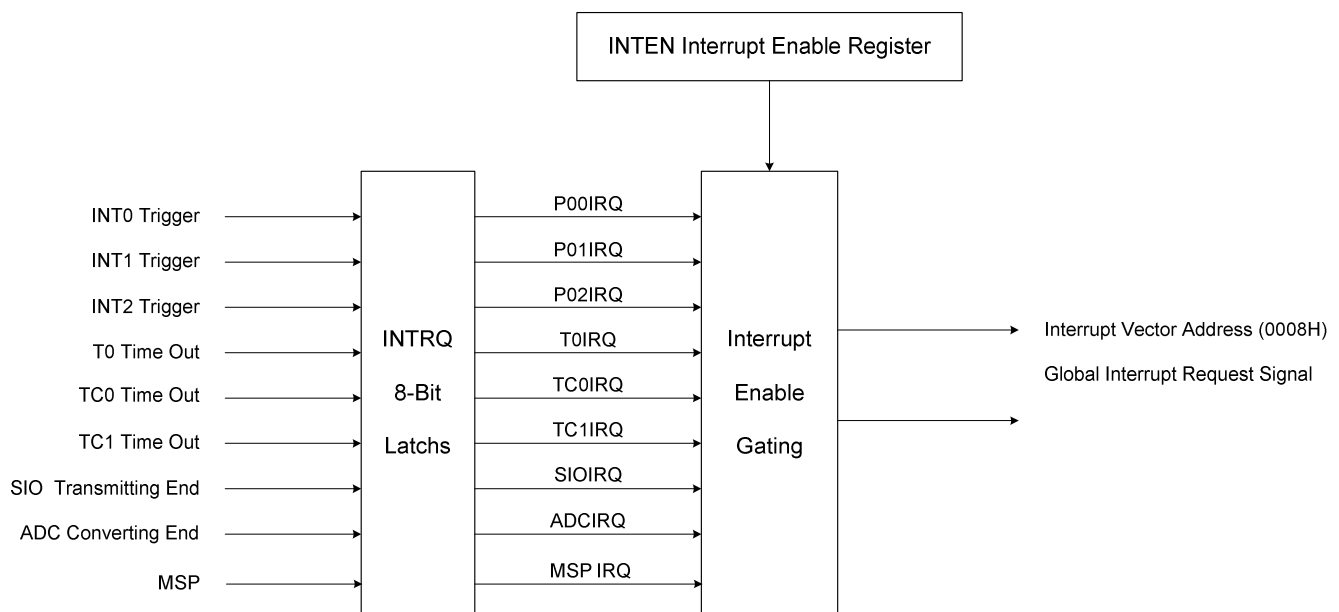 INTEN Interrupt Enable Register
INT0 Trigger
INT1 Trigger
INT2 Trigger
T0 Time Out
TC0 Time Out
TC1 Time Out
SIO Transmitting End
ADC Converting End
MSP
INTRQ
8-Bit
Latchs
P00IRQ
P01IRQ
P02IRQ
T0IRQ
TC0IRQ
TC1IRQ
SIOIRQ
ADCIRQ
MSP IRQ
Interrupt
Enable
Gating
Interrupt Vector Address (0008H)
Global Interrupt Request Signal